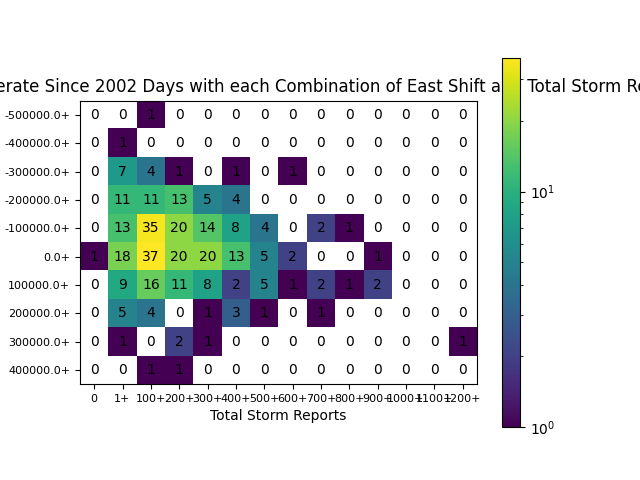 erate Since 2002 Days with each Combination of East Shift a Total Storm Re
-500000.0+ 0 0 1 0 0 0 0 0 0 0 0 0 0 0
-400000.0+ 0 1 0 0 0 0 0 0 0 0 0 0 0 0
-300000.0+ 0 7 4 1 0 1 0 1 0 0 0 0 0 0
-200000.0+ 0 11 11 13 5 4 0 0 0 0 0 0 0 0
-100000.0+ 0 13 35 20 14 8 4 0 2 1 0 0 0 0
0.0+ 1 18 37 20 20 13 5 2 0 0 1 0 0 0
100000.0+ 0 9 16 11 8 2 5 1 2 1 2 0 0 0
200000.0+ 0 5 4 0 1 3 1 0 1 0 0 0 0 0
300000.0+ 0 1 0 2 1 0 0 0 0 0 0 0 0 1
400000.0+ 0 0 1 1 0 0 0 0 0 0 0 0 0 0
0 1+ 100+ 200+ 300+ 400+ 500+ 600+ 700+ 800+ 900+ 1000+ 1100+ 1200+
Total Storm Reports
10¹
10⁰